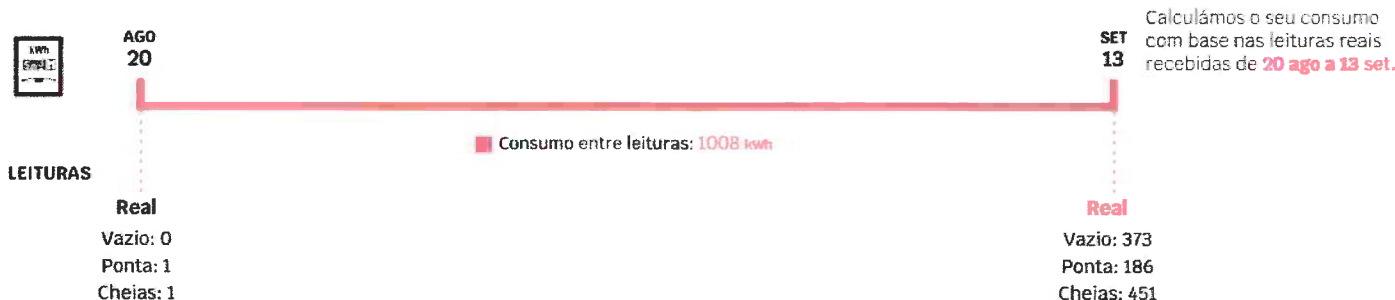 kWh
AGO
20
SET
13
Calculámos o seu consumo
com base nas leituras reais
recebidas de 20 ago a 13 set.
Consumo entre leituras: 1008 kwh
LEITURAS
Real
Vazio: 0
Ponta: 1
Cheias: 1
Real
Vazio: 373
Ponta: 186
Cheias: 451